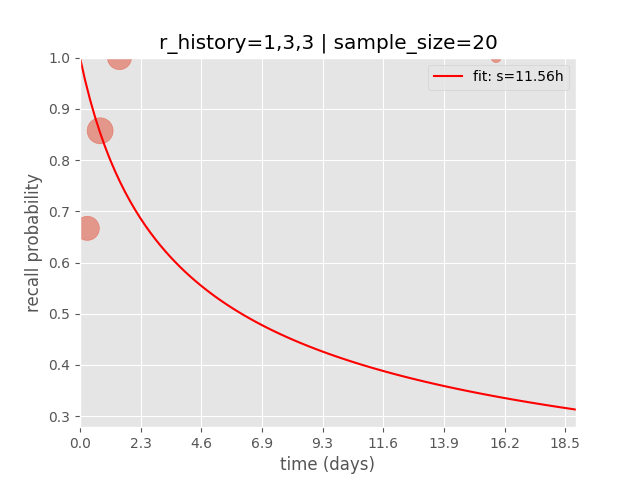 r_history=1,3,3 | sample_size=20
fit: s=11.56h
1.0
0.9
0.8
0.7
0.6
0.5
0.4
0.3
recall probability
0.0 2.3 4.6 6.9 9.3 11.6 13.9 16.2 18.5
time (days)